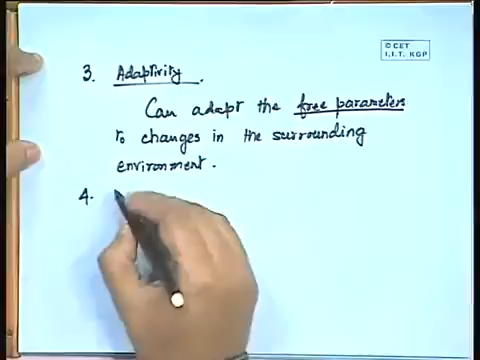 © CET
I.I.T. KGP
3. Adaptivity.
Can adapt the free parameters
to changes in the surrounding
environment.
4.